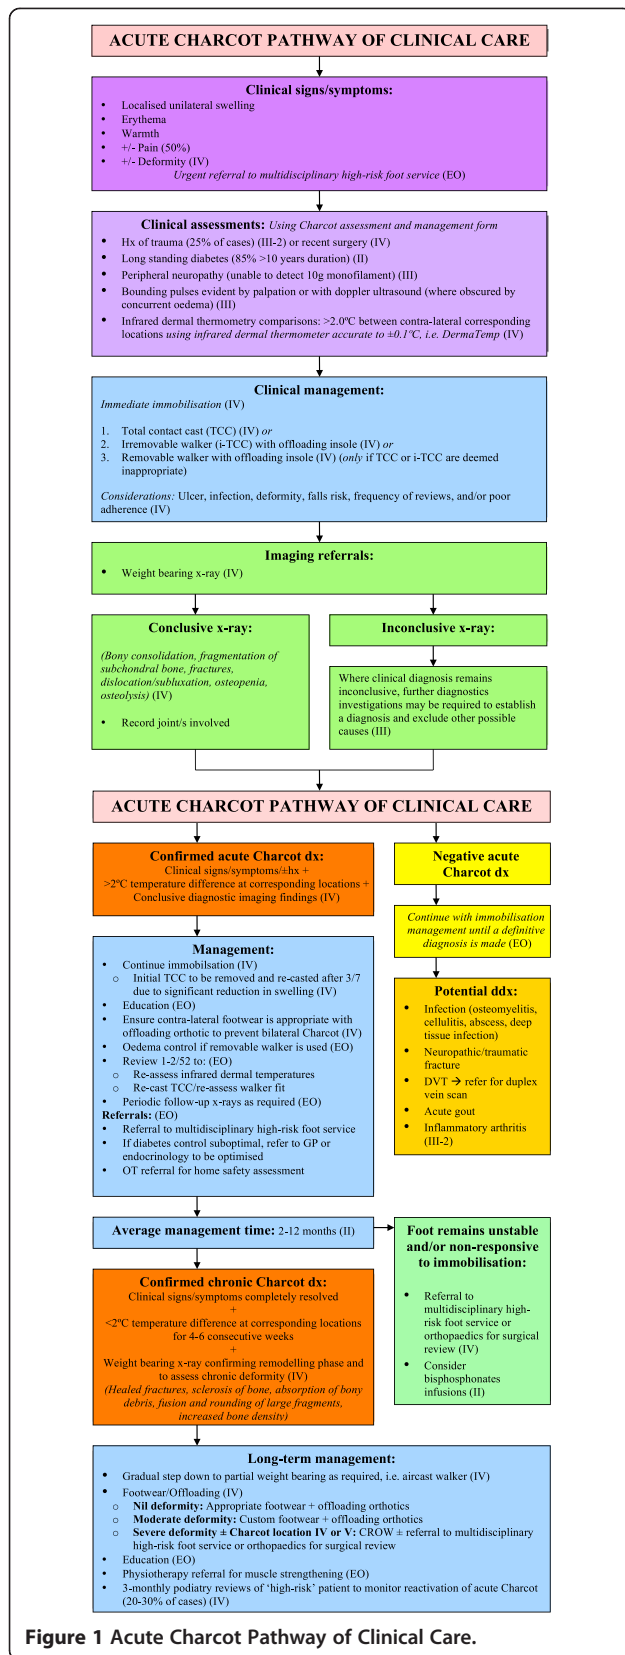 ACUTE CHARCOT PATHWAY OF CLINICAL CARE
Clinical signs/symptoms:
• Localised unilateral swelling
• Erythema
• Warmth
• +/- Pain (50%)
• +/- Deformity (IV)
Urgent referral to multidisciplinary high-risk foot service (EO)
Clinical assessments: Using Charcot assessment and management form
• Hx of trauma (25% of cases) (III-2) or recent surgery (IV)
• Long standing diabetes (85% >10 years duration) (II)
• Peripheral neuropathy (unable to detect 10g monofilament) (III)
• Bounding pulses evident by palpation or with doppler ultrasound (where obscured by
concurrent oedema) (III)
• Infrared dermal thermometry comparisons: >2.0ºC between contra-lateral corresponding
locations using infrared dermal thermometer accurate to ±0.1ºC, i.e. DermaTemp (IV)
Clinical management:
Immediate immobilisation (IV)
1. Total contact cast (TCC) (IV) or
2. Irremovable walker (i-TCC) with offloading insole (IV) or
3. Removable walker with offloading insole (IV) (only if TCC or i-TCC are deemed
inappropriate)
Considerations: Ulcer, infection, deformity, falls risk, frequency of reviews, and/or poor
adherence (IV)
Imaging referrals:
• Weight bearing x-ray (IV)
Conclusive x-ray:
(Bony consolidation, fragmentation of
subchondral bone, fractures,
dislocation/subluxation, osteopenia,
osteolysis) (IV)
• Record joint/s involved
Inconclusive x-ray:
Where clinical diagnosis remains
inconclusive, further diagnostics
investigations may be required to establish
a diagnosis and exclude other possible
causes (III)
ACUTE CHARCOT PATHWAY OF CLINICAL CARE
Confirmed acute Charcot dx:
Clinical signs/symptoms/±hx +
>2ºC temperature difference at corresponding locations +
Conclusive diagnostic imaging findings (IV)
Management:
• Continue immobilsation (IV)
o Initial TCC to be removed and re-casted after 3/7
due to significant reduction in swelling (IV)
• Education (EO)
• Ensure contra-lateral footwear is appropriate with
offloading orthotic to prevent bilateral Charcot (IV)
• Oedema control if removable walker is used (EO)
• Review 1-2/52 to: (EO)
o Re-assess infrared dermal temperatures
o Re-cast TCC/re-assess walker fit
• Periodic follow-up x-rays as required (EO)
Referrals: (EO)
• Referral to multidisciplinary high-risk foot service
• If diabetes control suboptimal, refer to GP or
endocrinology to be optimised
• OT referral for home safety assessment
Negative acute
Charcot dx
Continue with immobilisation
management until a definitive
diagnosis is made (EO)
Potential ddx:
• Infection (osteomyelitis,
cellulitis, abscess, deep
tissue infection)
• Neuropathic/traumatic
fracture
• DVT → refer for duplex
vein scan
• Acute gout
• Inflammatory arthritis
(III-2)
Average management time: 2-12 months (II)
Foot remains unstable
and/or non-responsive
to immobilisation:
• Referral to
multidisciplinary high-
risk foot service or
orthopaedics for surgical
review (IV)
• Consider
bisphosphonates
infusions (II)
Confirmed chronic Charcot dx:
Clinical signs/symptoms completely resolved
+
<2ºC temperature difference at corresponding locations
for 4-6 consecutive weeks
+
Weight bearing x-ray confirming remodelling phase and
to assess chronic deformity (IV)
(Healed fractures, sclerosis of bone, absorption of bony
debris, fusion and rounding of large fragments,
increased bone density)
Long-term management:
• Gradual step down to partial weight bearing as required, i.e. aircast walker (IV)
• Footwear/Offloading (IV)
o Nil deformity: Appropriate footwear + offloading orthotics
o Moderate deformity: Custom footwear + offloading orthotics
o Severe deformity ± Charcot location IV or V: CROW ± referral to multidisciplinary
high-risk foot service or orthopaedics for surgical review
• Education (EO)
• Physiotherapy referral for muscle strengthening (EO)
• 3-monthly podiatry reviews of ‘high-risk’ patient to monitor reactivation of acute Charcot
(20-30% of cases) (IV)
Figure 1 Acute Charcot Pathway of Clinical Care.